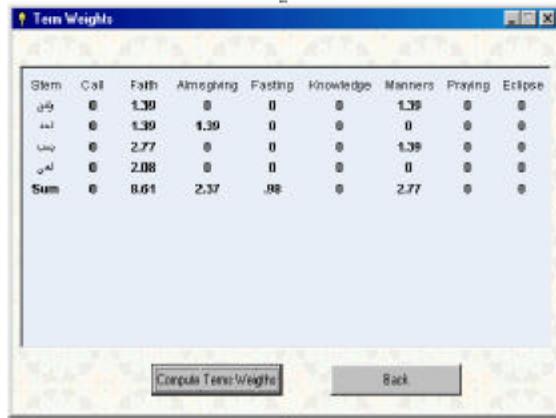 Term Weights
Stem Call Faith Almsgiving Fasting Knowledge Manners Praying Eclipse
0 1.39 0 0 0 1.39 0 0
0 1.39 1.39 0 0 0 0 0
0 2.77 0 0 0 1.39 0 0
0 2.08 0 0 0 0 0 0
Sum 0 8.61 2.37 .98 0 2.77 0 0
Compute Terms Weigths Back